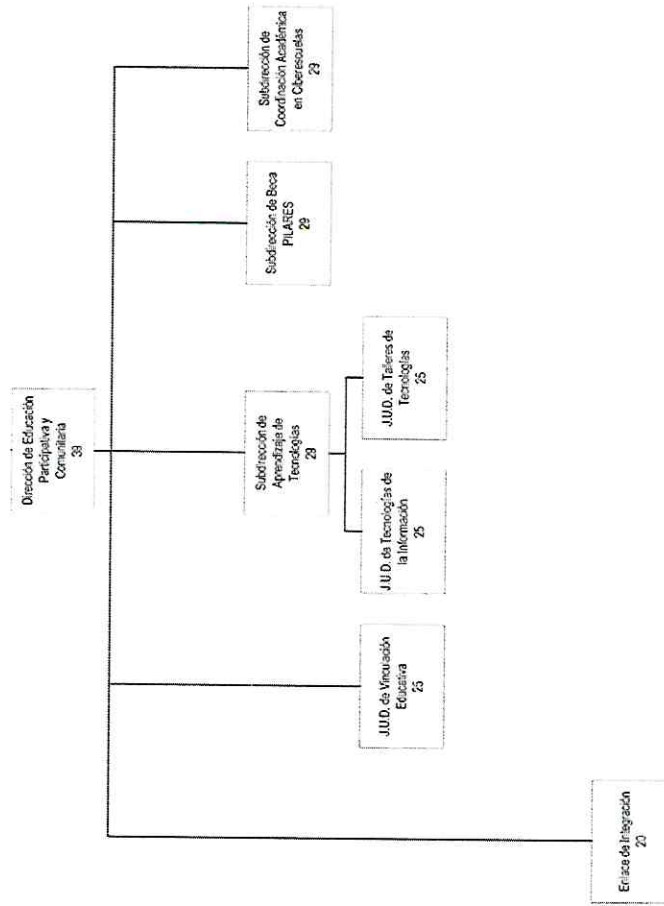 Dirección de Educación
Participativa y
Comunitaria
39
Enlace de Integración
20
J.U.D. de Vinculación
Educativa
25
Subdirección de
Aprendizaje de
Tecnologías
29
J.U.D. de Tecnologías de
la Información
25
J.U.D. de Talleres de
Tecnologías
25
Subdirección de Beca
PILARES
29
Subdirección de
Coordinación Académica
en Ciberescuelas
29